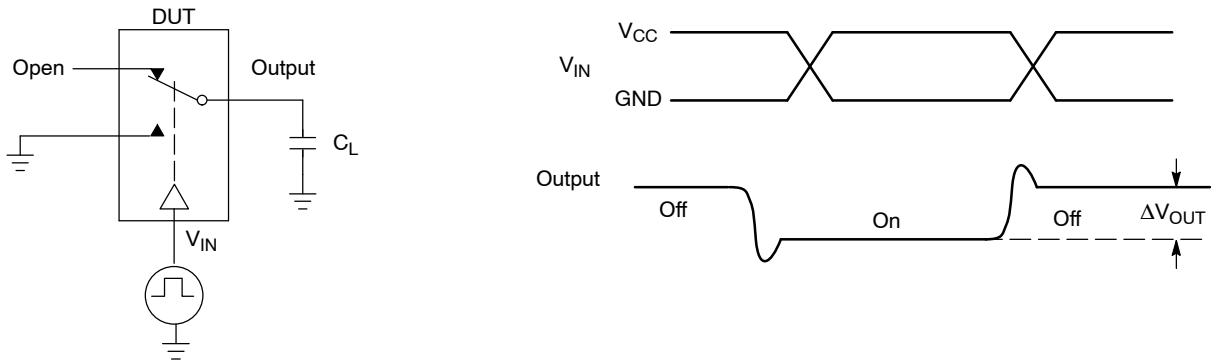 DUT
Open
Output
C_L
V_IN
V_CC
V_IN
GND
Output
Off
On
Off
ΔV_OUT